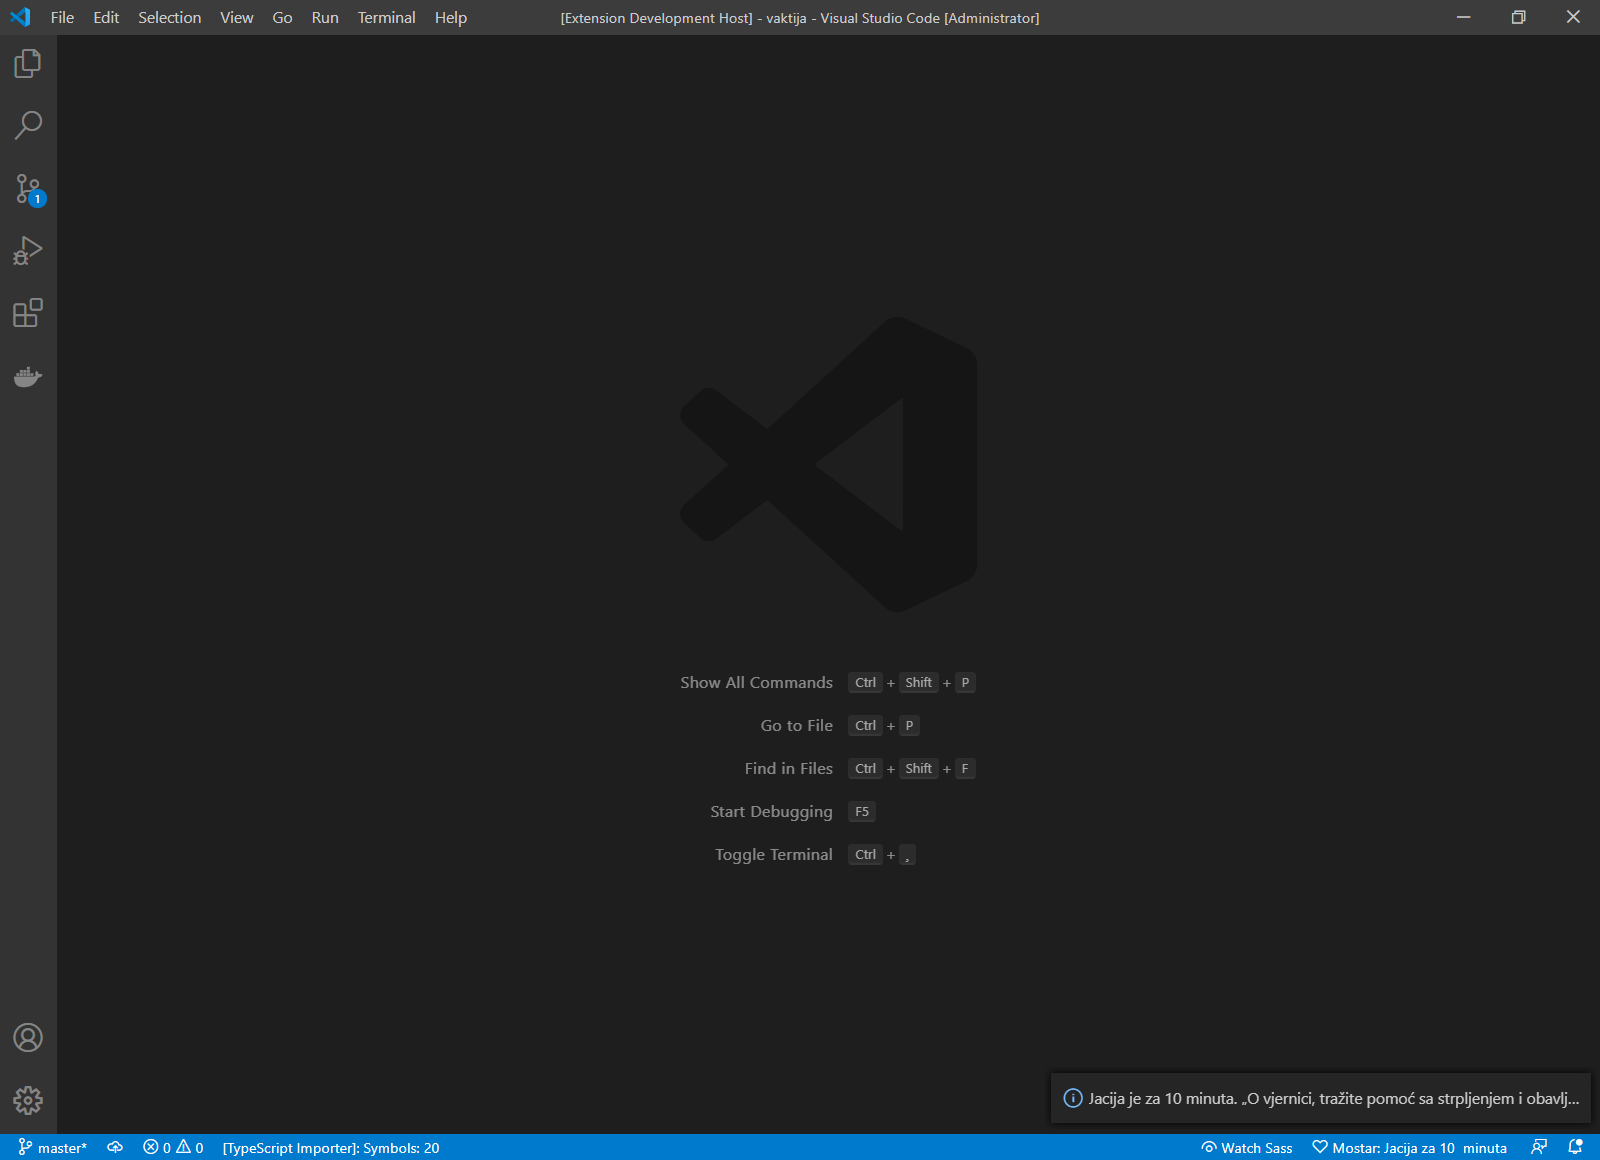 File Edit Selection View Go Run Terminal Help [Extension Development Host] - vaktija - Visual Studio Code [Administrator]
1
Show All Commands Ctrl + Shift + P
Go to File Ctrl + P
Find in Files Ctrl + Shift + F
Start Debugging F5
Toggle Terminal Ctrl + ¸
Jacija je za 10 minuta. „O vjernici, tražite pomoć sa strpljenjem i obavlj...
master* 0 0 [TypeScript Importer]: Symbols: 20 Watch Sass Mostar: Jacija za 10 minuta